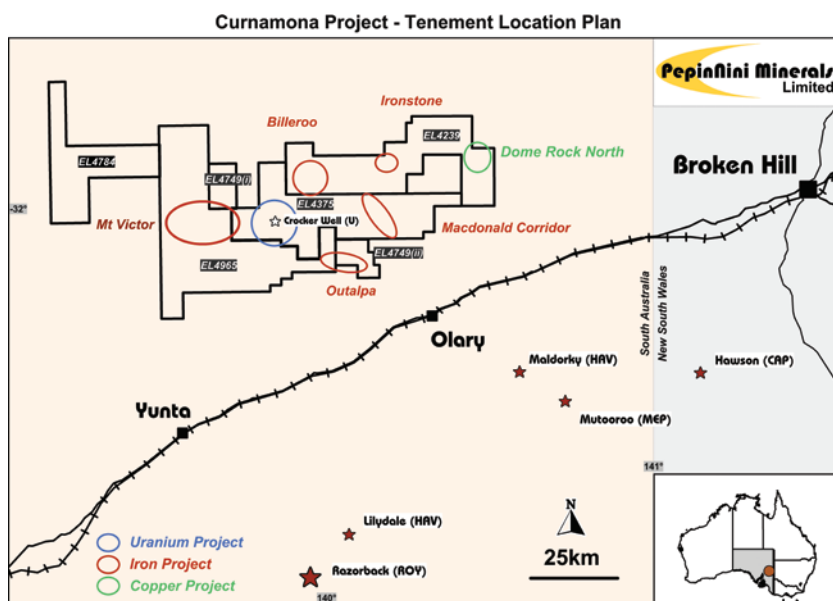 Curnamona Project - Tenement Location Plan
PepinNini Minerals
Limited
Ironstone
Billeroo
EL4239
Dome Rock North
EL4784
EL4749(i)
Broken Hill
-32°
EL4375
Mt Victor
Crocker Well (U)
Macdonald Corridor
EL4749(ii)
EL4965
Outalpa
South Australia
New South Wales
Olary
Maldorky (HAV)
Hawson (CAP)
Mutooroo (MEP)
Yunta
141°
N
Lilydale (HAV)
Uranium Project
25km
Iron Project
Razorback (ROY)
Copper Project
140°